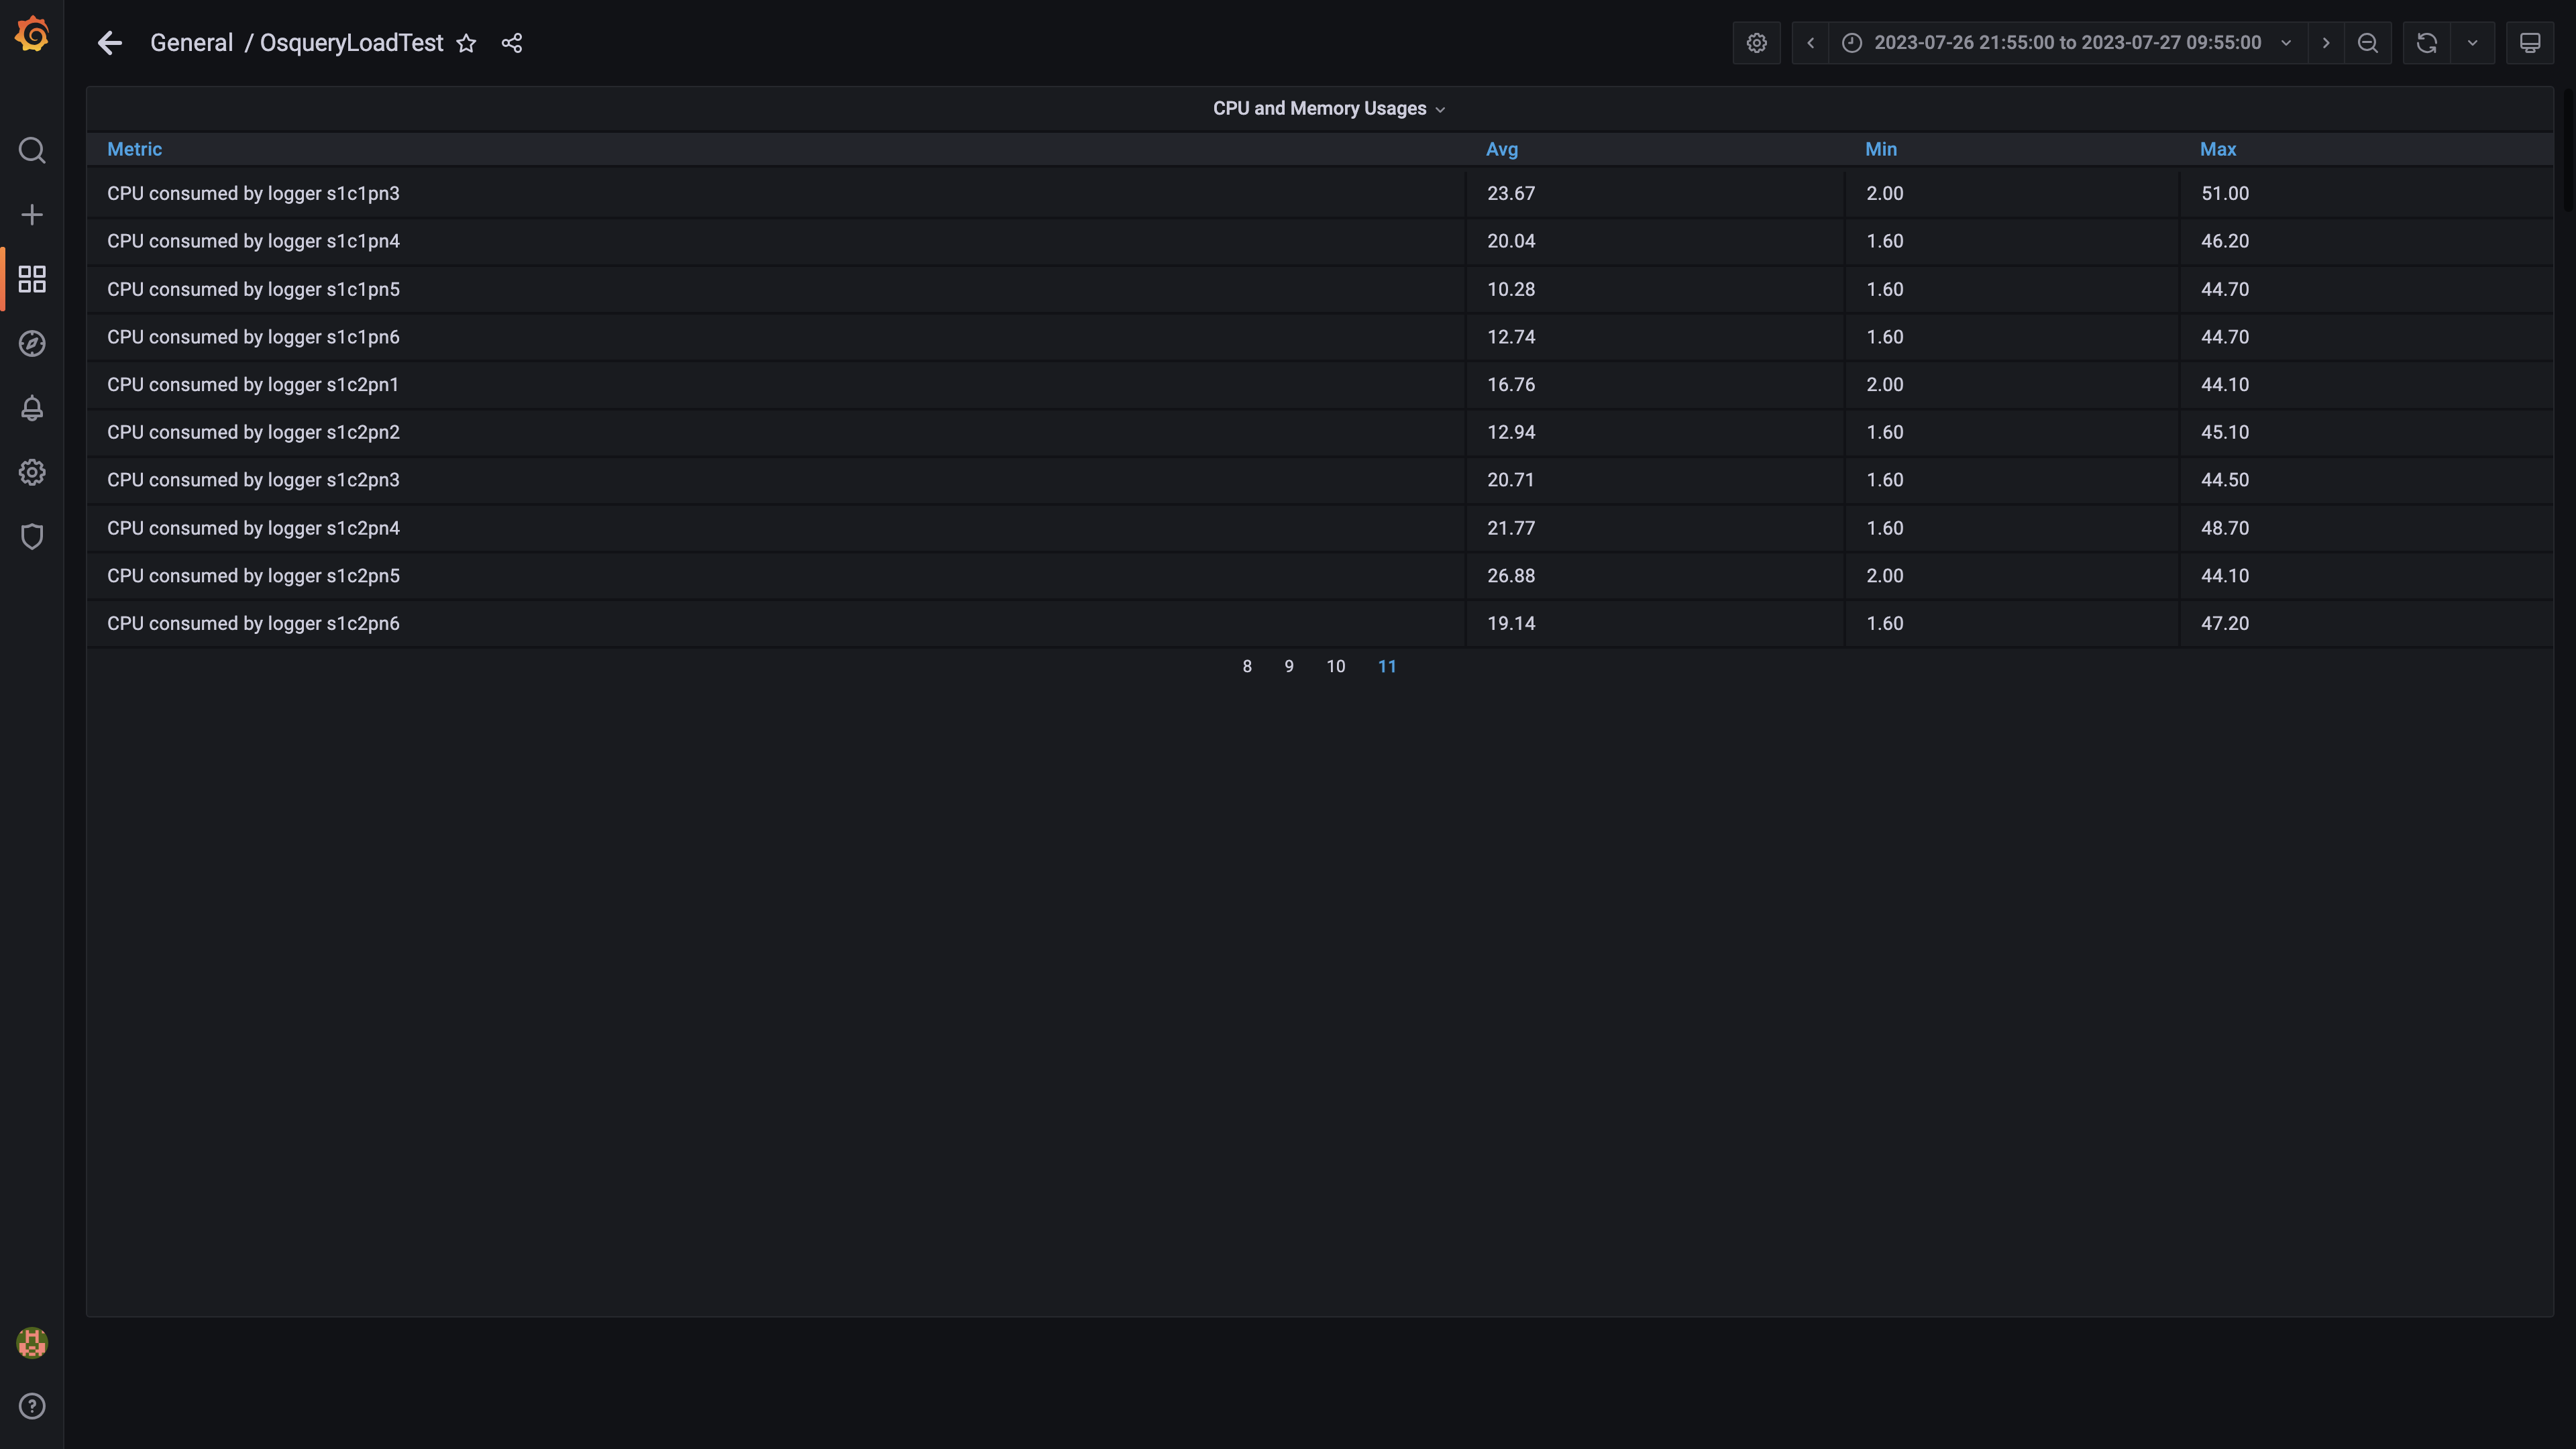 General / OsqueryLoadTest
2023-07-26 21:55:00 to 2023-07-27 09:55:00
CPU and Memory Usages
Metric Avg Min Max
CPU consumed by logger s1c1pn3 23.67 2.00 51.00
CPU consumed by logger s1c1pn4 20.04 1.60 46.20
CPU consumed by logger s1c1pn5 10.28 1.60 44.70
CPU consumed by logger s1c1pn6 12.74 1.60 44.70
CPU consumed by logger s1c2pn1 16.76 2.00 44.10
CPU consumed by logger s1c2pn2 12.94 1.60 45.10
CPU consumed by logger s1c2pn3 20.71 1.60 44.50
CPU consumed by logger s1c2pn4 21.77 1.60 48.70
CPU consumed by logger s1c2pn5 26.88 2.00 44.10
CPU consumed by logger s1c2pn6 19.14 1.60 47.20
8 9 10 11